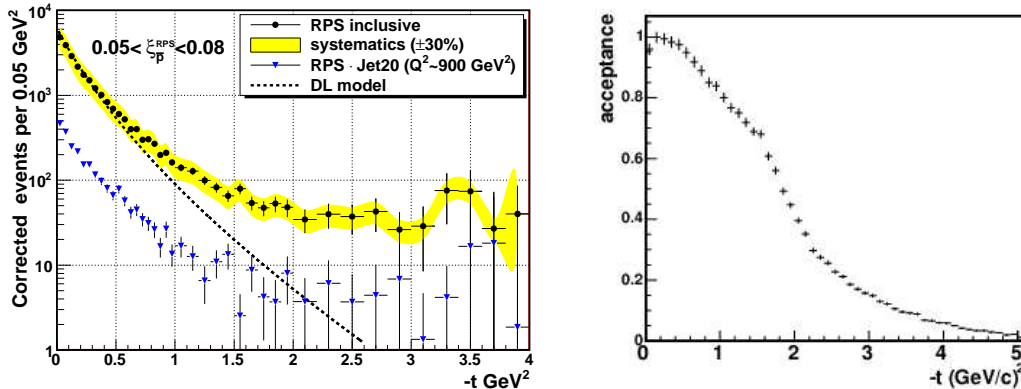 Corrected events per 0.05 GeV²
10⁴
10³
10²
10
1
0.05< ξ_p̄^RPS <0.08
RPS inclusive
systematics (±30%)
RPS · Jet20 (Q²~900 GeV²)
DL model
0 0.5 1 1.5 2 2.5 3 3.5 4
-t GeV²
acceptance
1
0.8
0.6
0.4
0.2
0
0 1 2 3 4 5
-t (GeV/c)²